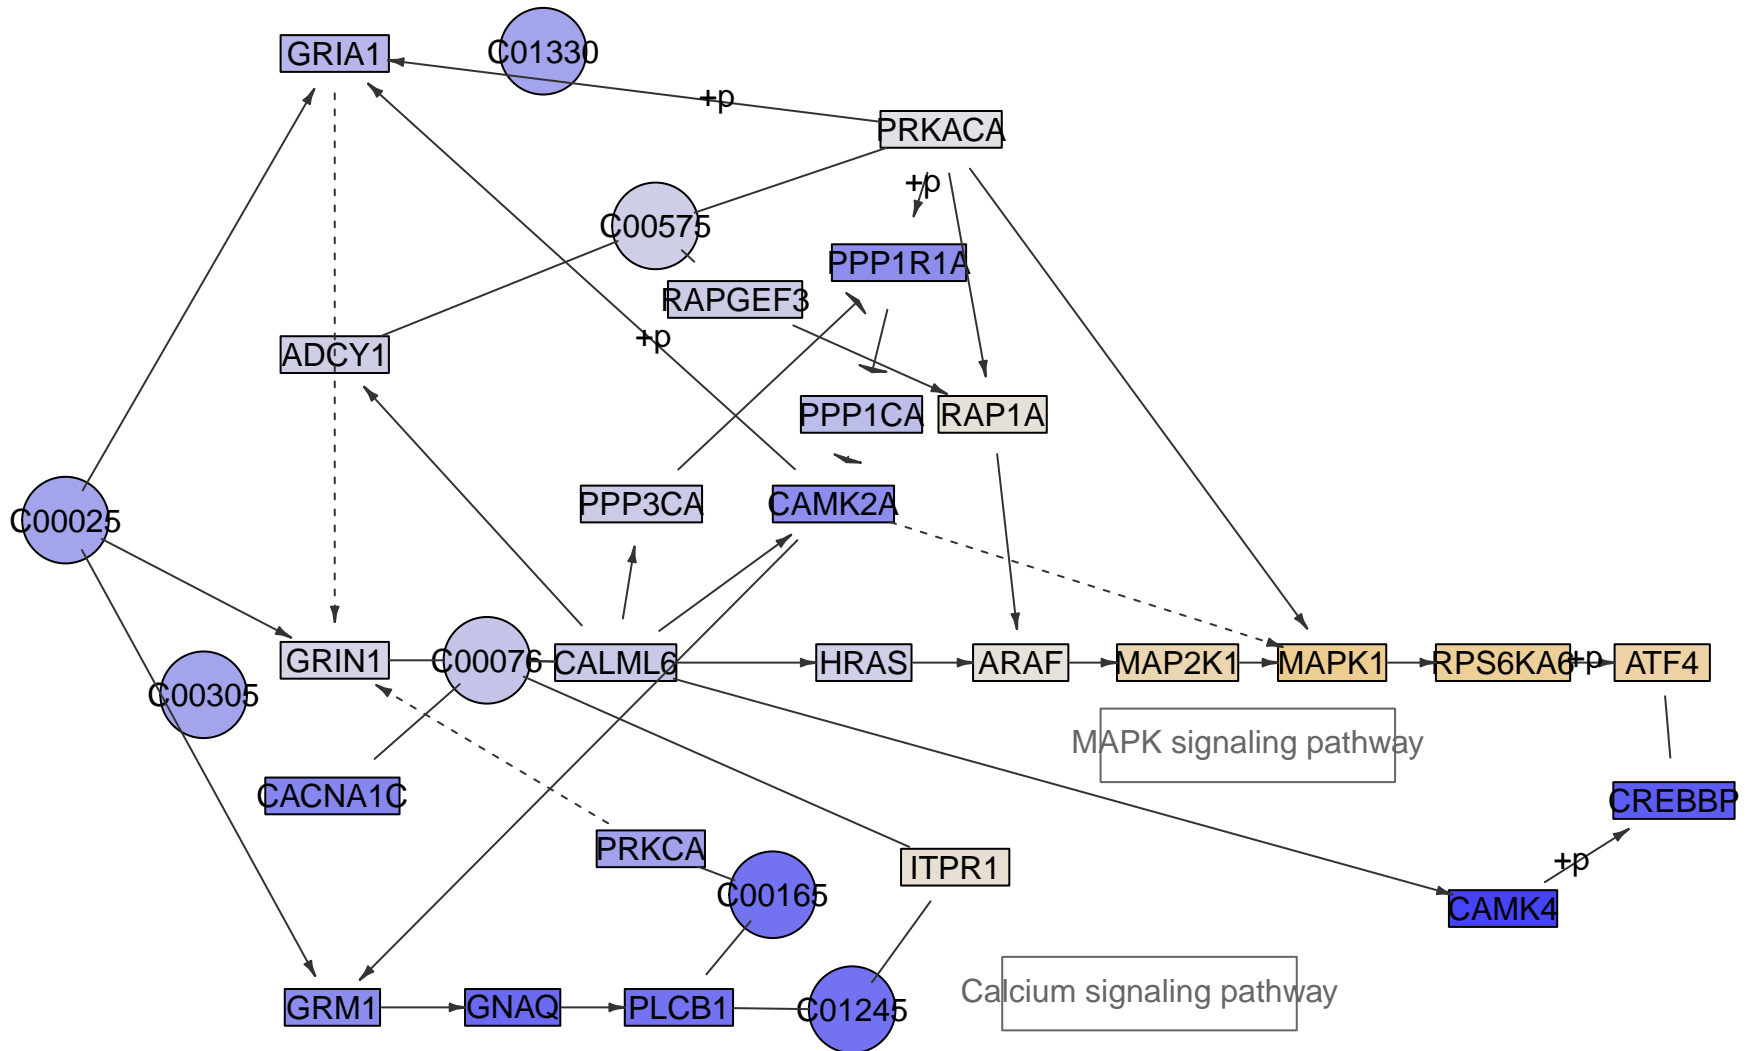 GRIA1
C01330
+p
PRKACA
+p
C00575
PPP1R1A
RAPGEF3
+p
ADCY1
PPP1CA
RAP1A
PPP3CA
CAMK2A
C00025
GRIN1
C00076
CALML6
HRAS
ARAF
MAP2K1
MAPK1
RPS6KA6
+p
ATF4
C00305
MAPK signaling pathway
CACNA1C
CREBBP
PRKCA
ITPR1
+p
C00165
CAMK4
Calcium signaling pathway
GRM1
GNAQ
PLCB1
C01245